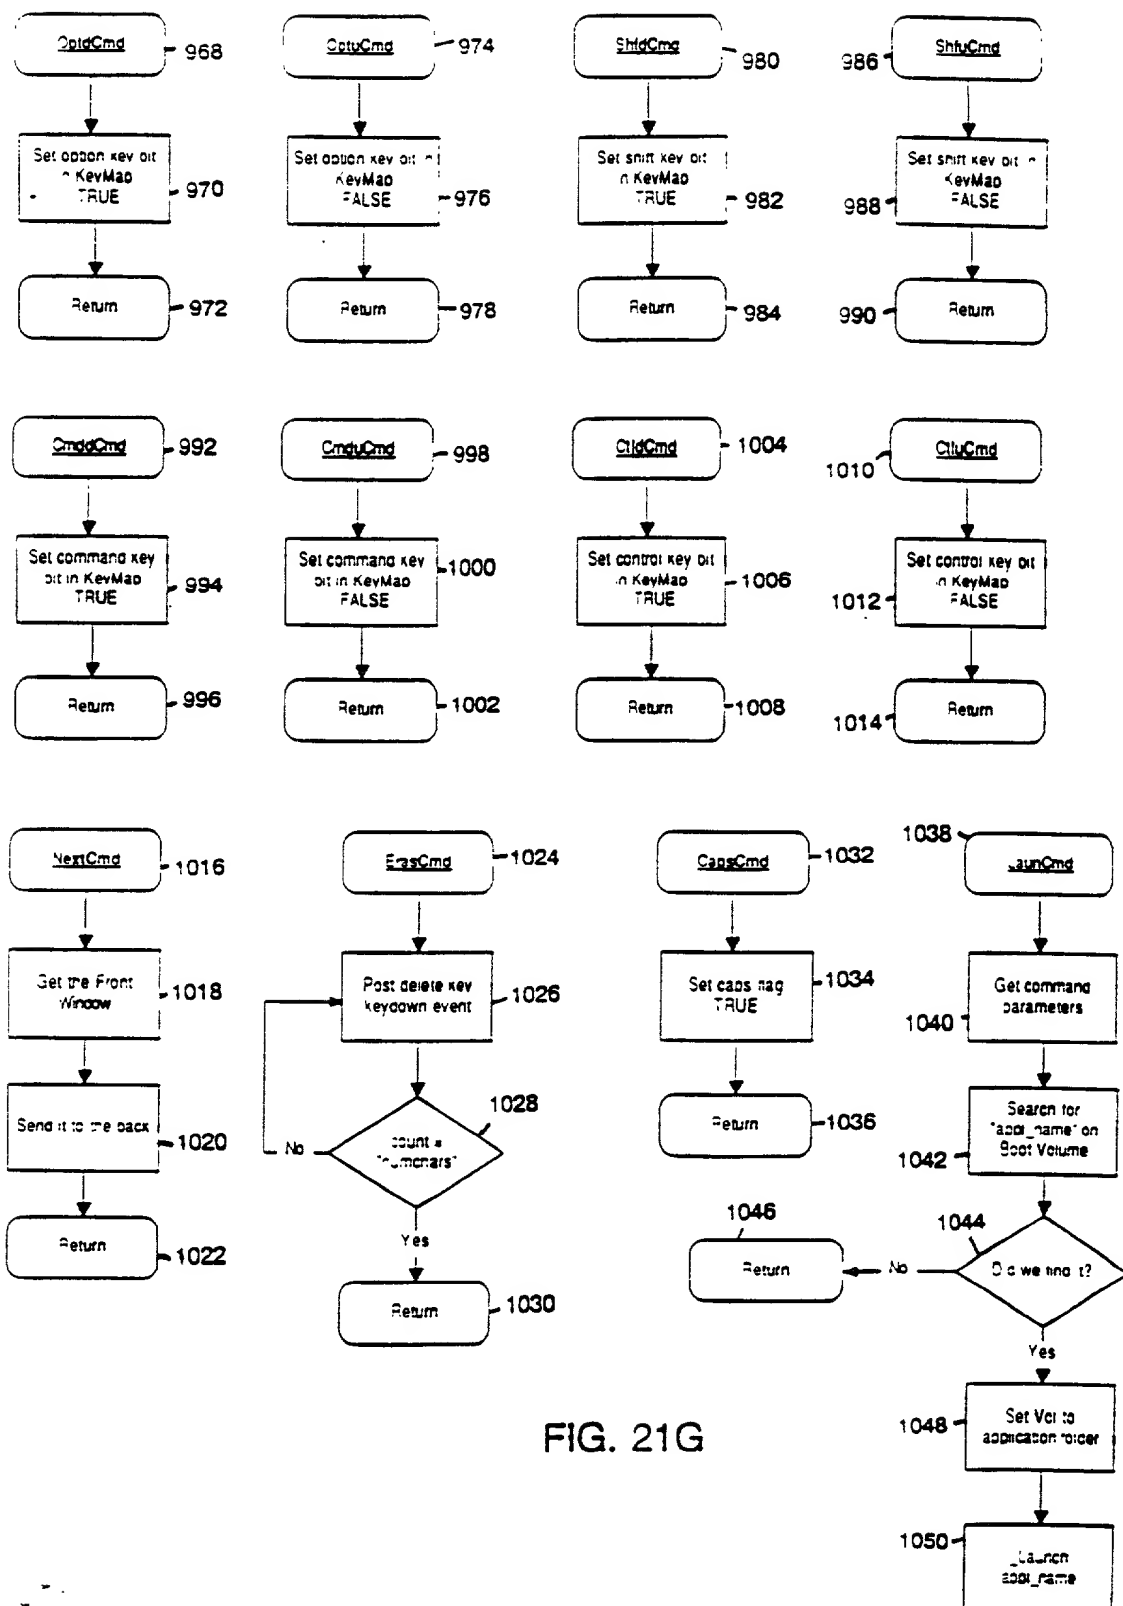 OptdCmd
968
OptuCmd
974
ShfdCmd
980
986
ShfuCmd
Set option key bit
in KeyMap
TRUE
970
Set option key bit in
KeyMap
FALSE
976
Set shift key bit
in KeyMap
TRUE
982
988
Set shift key bit in
KeyMap
FALSE
Return
972
Return
978
Return
984
990
Return
CmddCmd
992
CmduCmd
998
CtldCmd
1004
1010
CtluCmd
Set command key
bit in KeyMap
TRUE
994
Set command key
bit in KeyMap
FALSE
1000
Set control key bit
in KeyMap
TRUE
1006
1012
Set control key bit
in KeyMap
FALSE
Return
996
Return
1002
Return
1008
1014
Return
NextCmd
1016
ErasCmd
1024
CapsCmd
1032
1038
LaunCmd
Get the Front
Window
1018
Post delete key
keydown event
1026
Set caps flag
TRUE
1034
1040
Get command
parameters
Send it to the back
1020
No
count =
"numchars"
1028
Return
1036
1042
Search for
"appl_name" on
Boot Volume
Return
1022
Yes
Return
1030
1046
Return
No
1044
Did we find it?
Yes
1048
Set Vol to
application folder
FIG. 21G
1050
_Launch
appl_name